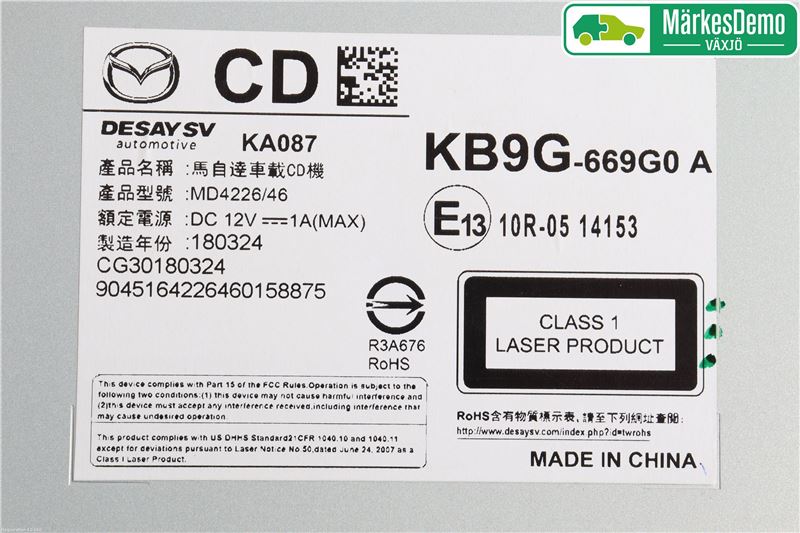 MärkesDemo
VÄXJÖ
CD
DESAY SV
automotive
KA087
產品名稱:馬自達車載CD機
產品型號:MD4226/46
額定電源:DC 12V⎓1A(MAX)
製造年份:180324
CG30180324
9045164226460158875
KB9G-669G0 A
E13 10R-05 14153
R3A676
RoHS
CLASS 1
LASER PRODUCT
This device complies with Part 15 of the FCC Rules.Operation is subject to the
following two conditions:(1) this device may not cause harmful interference and
(2)this device must accept any interference received,including interference that
may cause undesired operation.
This product complies with US DHHS Standard21CFR 1040.10 and 1040.11
except for deviations pursuant to Laser Notice No.50,dated June 24, 2007 as a
Class I Laser Product.
RoHS含有物質標示表,請至下列網址查閱:
http://www.desaysv.com/index.php?id=twrohs
MADE IN CHINA